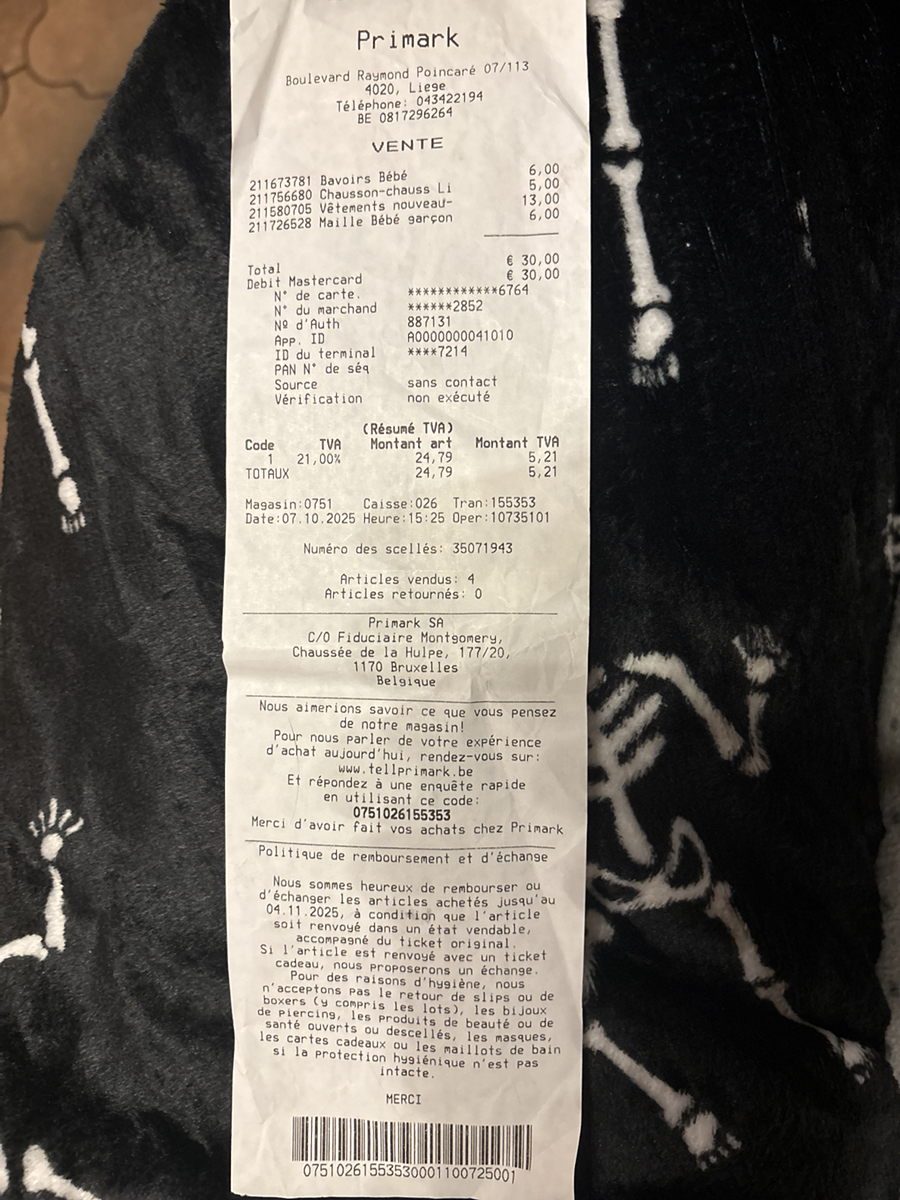 Primark
Boulevard Raymond Poincaré 07/113
4020, Liege
Téléphone: 043422194
BE 0817296264
VENTE
211673781 Bavoirs Bébé 6,00
211756680 Chausson-chauss Li 5,00
211580705 Vêtements nouveau- 13,00
211726528 Maille Bébé garçon 6,00
Total € 30,00
Debit Mastercard € 30,00
N° de carte. ************6764
N° du marchand ******2852
Nº d'Auth 887131
App. ID A0000000041010
ID du terminal ****7214
PAN N° de séq
Source sans contact
Vérification non exécuté
(Résumé TVA)
Code TVA Montant art Montant TVA
1 21,00% 24,79 5,21
TOTAUX 24,79 5,21
Magasin:0751 Caisse:026 Tran:155353
Date:07.10.2025 Heure:15:25 Oper:10735101
Numéro des scellés: 35071943
Articles vendus: 4
Articles retournés: 0
Primark SA
C/O Fiduciaire Montgomery,
Chaussée de la Hulpe, 177/20,
1170 Bruxelles
Belgique
Nous aimerions savoir ce que vous pensez
de notre magasin!
Pour nous parler de votre expérience
d'achat aujourd'hui, rendez-vous sur:
www.tellprimark.be
Et répondez à une enquête rapide
en utilisant ce code:
0751026155353
Merci d'avoir fait vos achats chez Primark
Politique de remboursement et d'échange
Nous sommes heureux de rembourser ou
d'échanger les articles achetés jusqu'au
04.11.2025, à condition que l'article
soit renvoyé dans un état vendable,
accompagné du ticket original.
Si l'article est renvoyé avec un ticket
cadeau, nous proposerons un échange.
Pour des raisons d'hygiène, nous
n'acceptons pas le retour de slips ou de
boxers (y compris les lots), les bijoux
de piercing, les produits de beauté ou de
santé ouverts ou descellés, les masques,
les cartes cadeaux ou les maillots de bain
si la protection hygiénique n'est pas
intacte.
MERCI
07510261553530001100725001